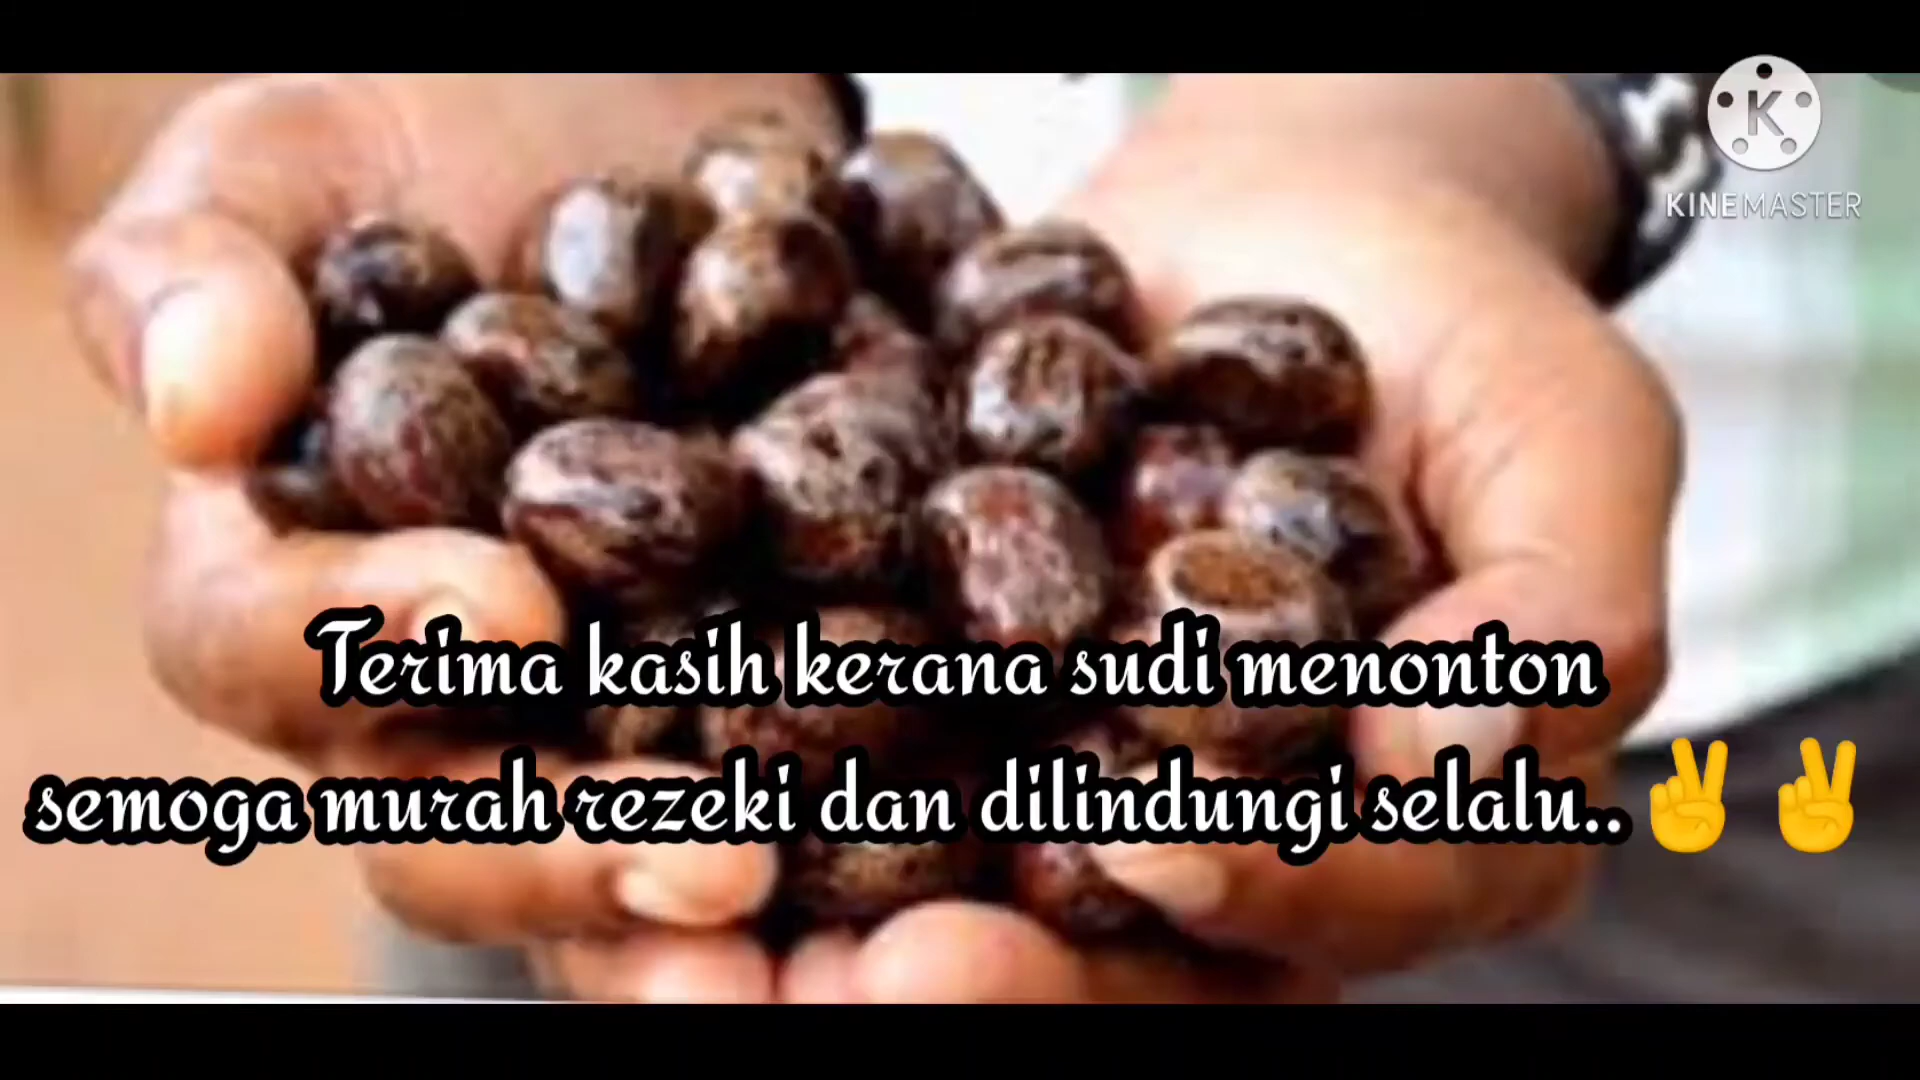 K
KINEMASTER
Terima kasih kerana sudi menonton
semoga murah rezeki dan dilindungi selalu..✌✌